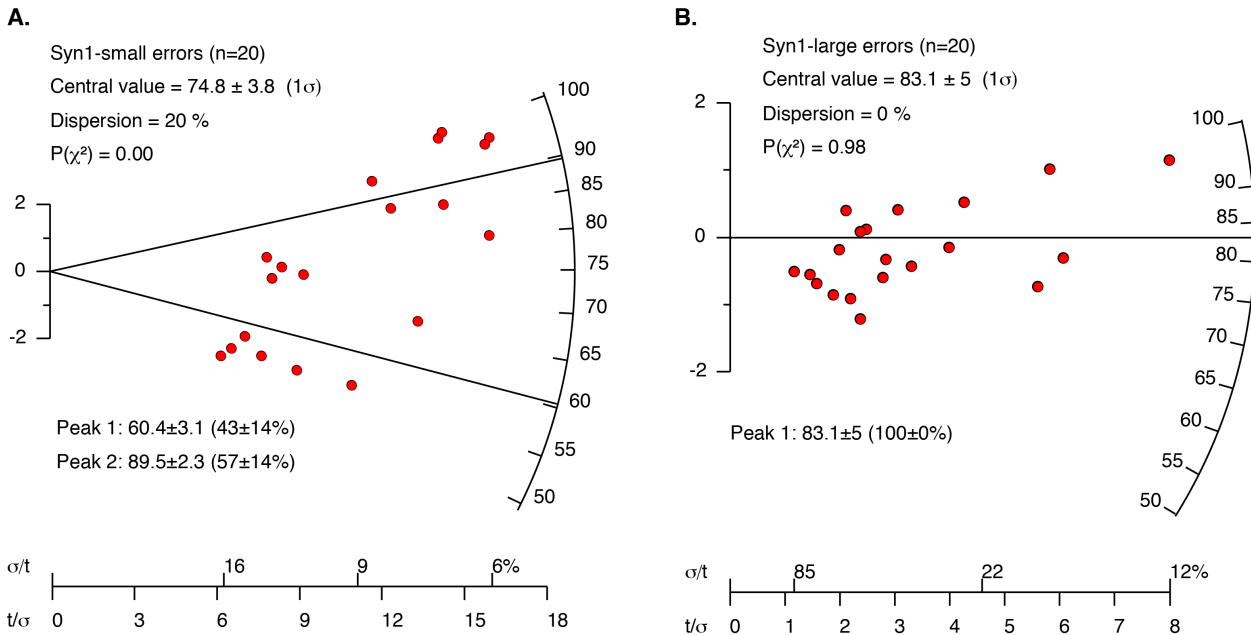 A.
Syn1-small errors (n=20)
Central value = 74.8 ± 3.8 (1σ)
Dispersion = 20 %
P(χ²) = 0.00
2
0
-2
100
90
85
80
75
70
65
60
55
50
Peak 1: 60.4±3.1 (43±14%)
Peak 2: 89.5±2.3 (57±14%)
σ/t
16
9
6%
t/σ
0
3
6
9
12
15
18
B.
Syn1-large errors (n=20)
Central value = 83.1 ± 5 (1σ)
Dispersion = 0 %
P(χ²) = 0.98
2
0
-2
100
90
85
80
75
70
65
60
55
50
Peak 1: 83.1±5 (100±0%)
σ/t
85
22
12%
t/σ
0
1
2
3
4
5
6
7
8